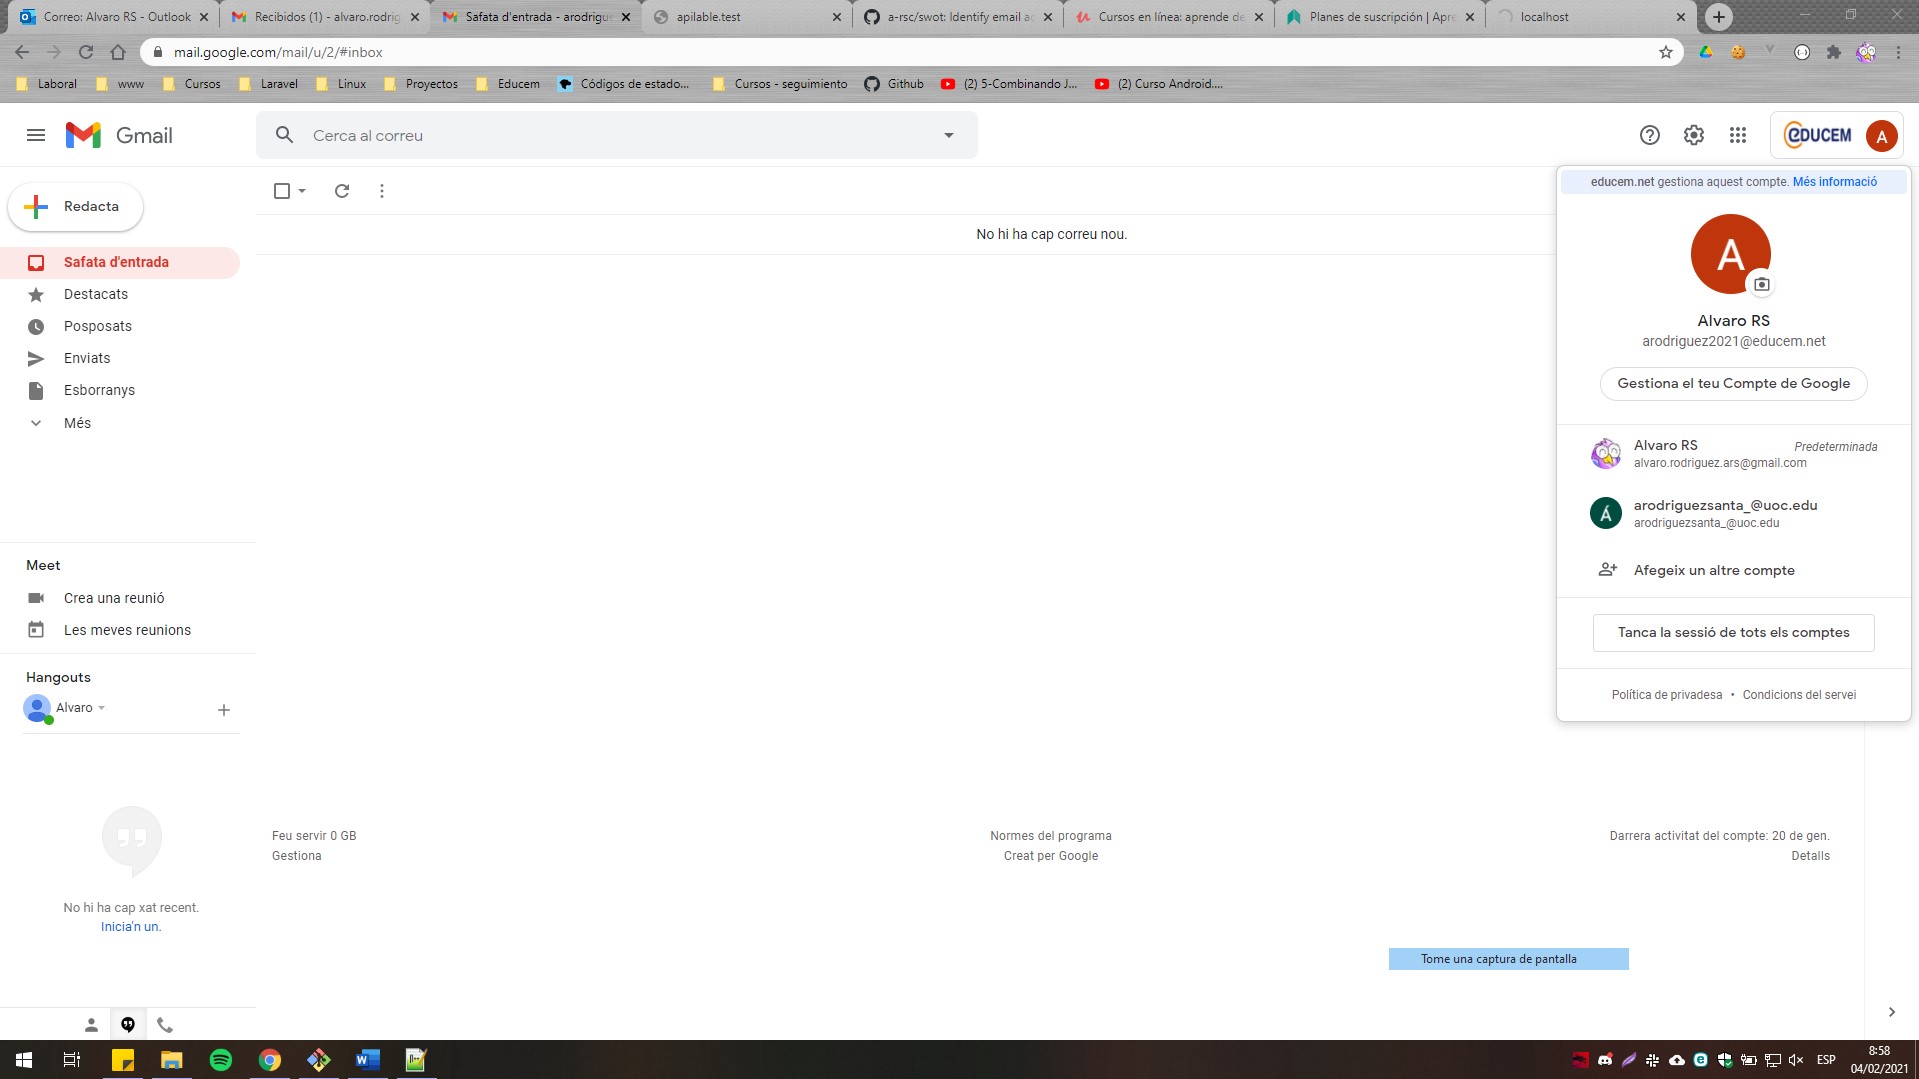 Correo: Alvaro RS - Outlook
Recibidos (1) - alvaro.rodrig
Safata d'entrada - arodrigue
apilable.test
a-rsc/swot: Identify email ac
Cursos en línea: aprende de
Planes de suscripción | Apre
localhost
mail.google.com/mail/u/2/#inbox
Laboral
www
Cursos
Laravel
Linux
Proyectos
Educem
Códigos de estado...
Cursos - seguimiento
Github
(2) 5-Combinando J...
(2) Curso Android....
Gmail
Cerca al correu
eDUCEM
A
Redacta
Safata d'entrada
Destacats
Posposats
Enviats
Esborranys
Més
No hi ha cap correu nou.
educem.net gestiona aquest compte. Més informació
A
Alvaro RS
arodriguez2021@educem.net
Gestiona el teu Compte de Google
Alvaro RS
Predeterminada
alvaro.rodriguez.ars@gmail.com
Á
arodriguezsanta_@uoc.edu
arodriguezsanta_@uoc.edu
Afegeix un altre compte
Tanca la sessió de tots els comptes
Política de privadesa • Condicions del servei
Meet
Crea una reunió
Les meves reunions
Hangouts
Alvaro
No hi ha cap xat recent.
Inicia'n un.
Feu servir 0 GB
Gestiona
Normes del programa
Creat per Google
Darrera activitat del compte: 20 de gen.
Detalls
Tome una captura de pantalla
ESP
8:58
04/02/2021